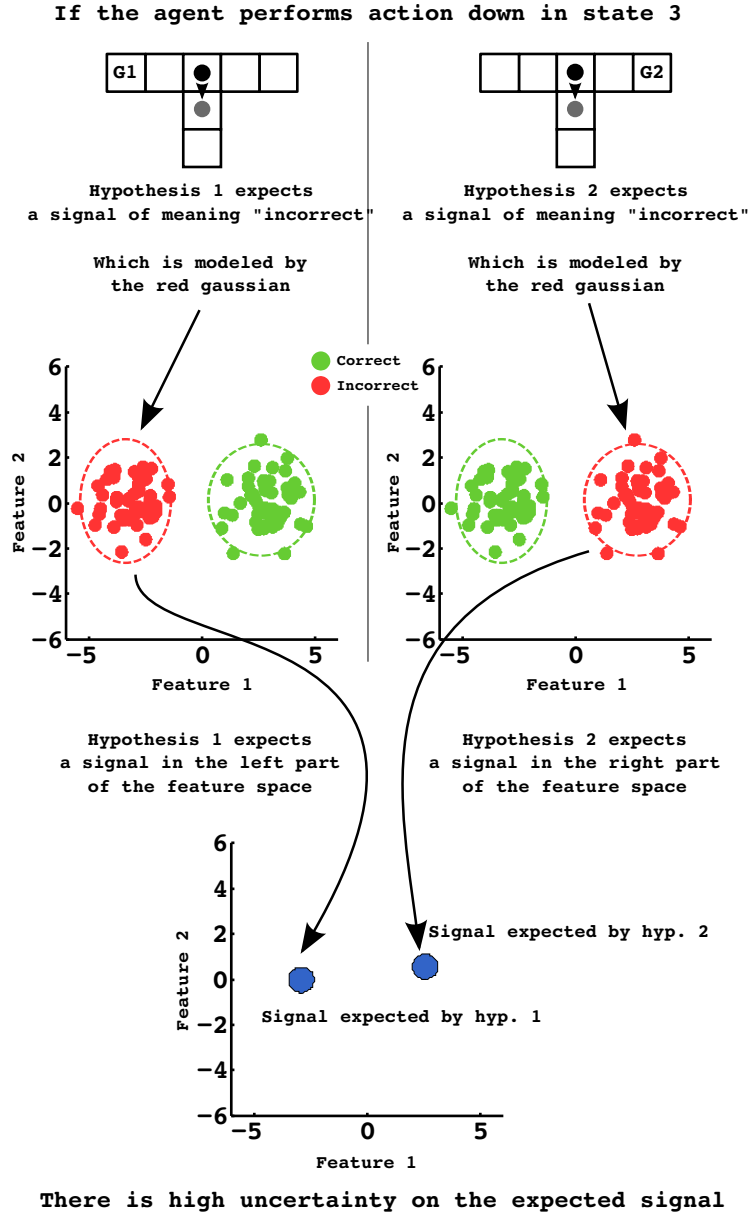 If the agent performs action down in state 3
G1
G2
Hypothesis 1 expects
a signal of meaning "incorrect"
Hypothesis 2 expects
a signal of meaning "incorrect"
Which is modeled by
the red gaussian
Which is modeled by
the red gaussian
Correct
Incorrect
6
4
2
0
−2
−4
−6
−5
0
5
Feature 2
Feature 1
6
4
2
0
−2
−4
−6
−5
0
5
Feature 2
Feature 1
Hypothesis 1 expects
a signal in the left part
of the feature space
Hypothesis 2 expects
a signal in the right part
of the feature space
6
4
2
0
−2
−4
−6
−5
0
5
Feature 2
Feature 1
Signal expected by hyp. 2
Signal expected by hyp. 1
There is high uncertainty on the expected signal